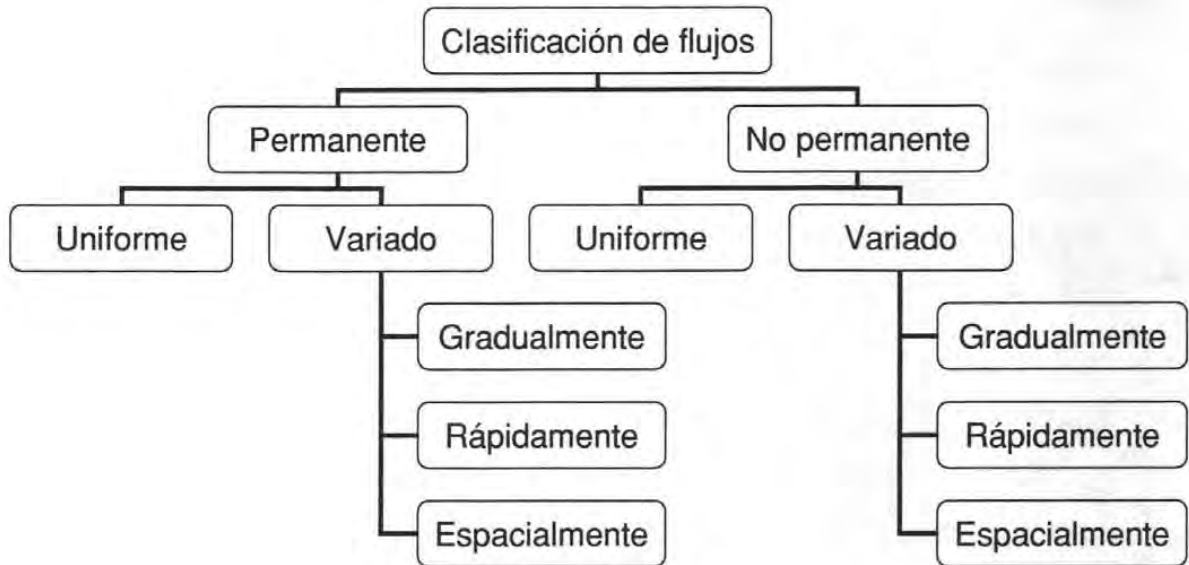 Clasificación de flujos
Permanente
No permanente
Uniforme
Variado
Uniforme
Variado
Gradualmente
Gradualmente
Rápidamente
Rápidamente
Espacialmente
Espacialmente